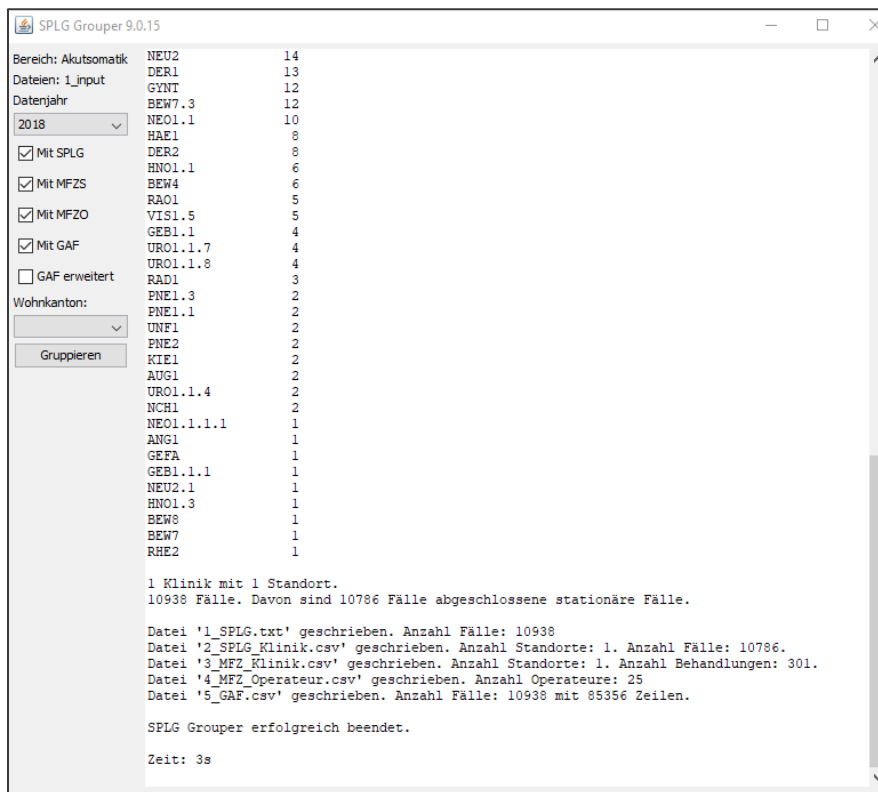 SPLG Grouper 9.0.15
Bereich: Akutsomatik
Dateien: 1_input
Datenjahr
2018
Mit SPLG
Mit MFZS
Mit MFZO
Mit GAF
GAF erweitert
Wohnkanton:
Gruppieren
NEU2 14
DER1 13
GYNT 12
BEW7.3 12
NEO1.1 10
HAE1 8
DER2 8
HNO1.1 6
BEW4 6
RAO1 5
VIS1.5 5
GEB1.1 4
URO1.1.7 4
URO1.1.8 4
RAD1 3
PNE1.3 2
PNE1.1 2
UNF1 2
PNE2 2
KIE1 2
AUG1 2
URO1.1.4 2
NCH1 2
NEO1.1.1.1 1
ANG1 1
GEFA 1
GEB1.1.1 1
NEU2.1 1
HNO1.3 1
BEW8 1
BEW7 1
RHE2 1
1 Klinik mit 1 Standort.
10938 Fälle. Davon sind 10786 Fälle abgeschlossene stationäre Fälle.
Datei '1_SPLG.txt' geschrieben. Anzahl Fälle: 10938
Datei '2_SPLG_Klinik.csv' geschrieben. Anzahl Standorte: 1. Anzahl Fälle: 10786.
Datei '3_MFZ_Klinik.csv' geschrieben. Anzahl Standorte: 1. Anzahl Behandlungen: 301.
Datei '4_MFZ_Operateur.csv' geschrieben. Anzahl Operateure: 25
Datei '5_GAF.csv' geschrieben. Anzahl Fälle: 10938 mit 85356 Zeilen.
SPLG Grouper erfolgreich beendet.
Zeit: 3s